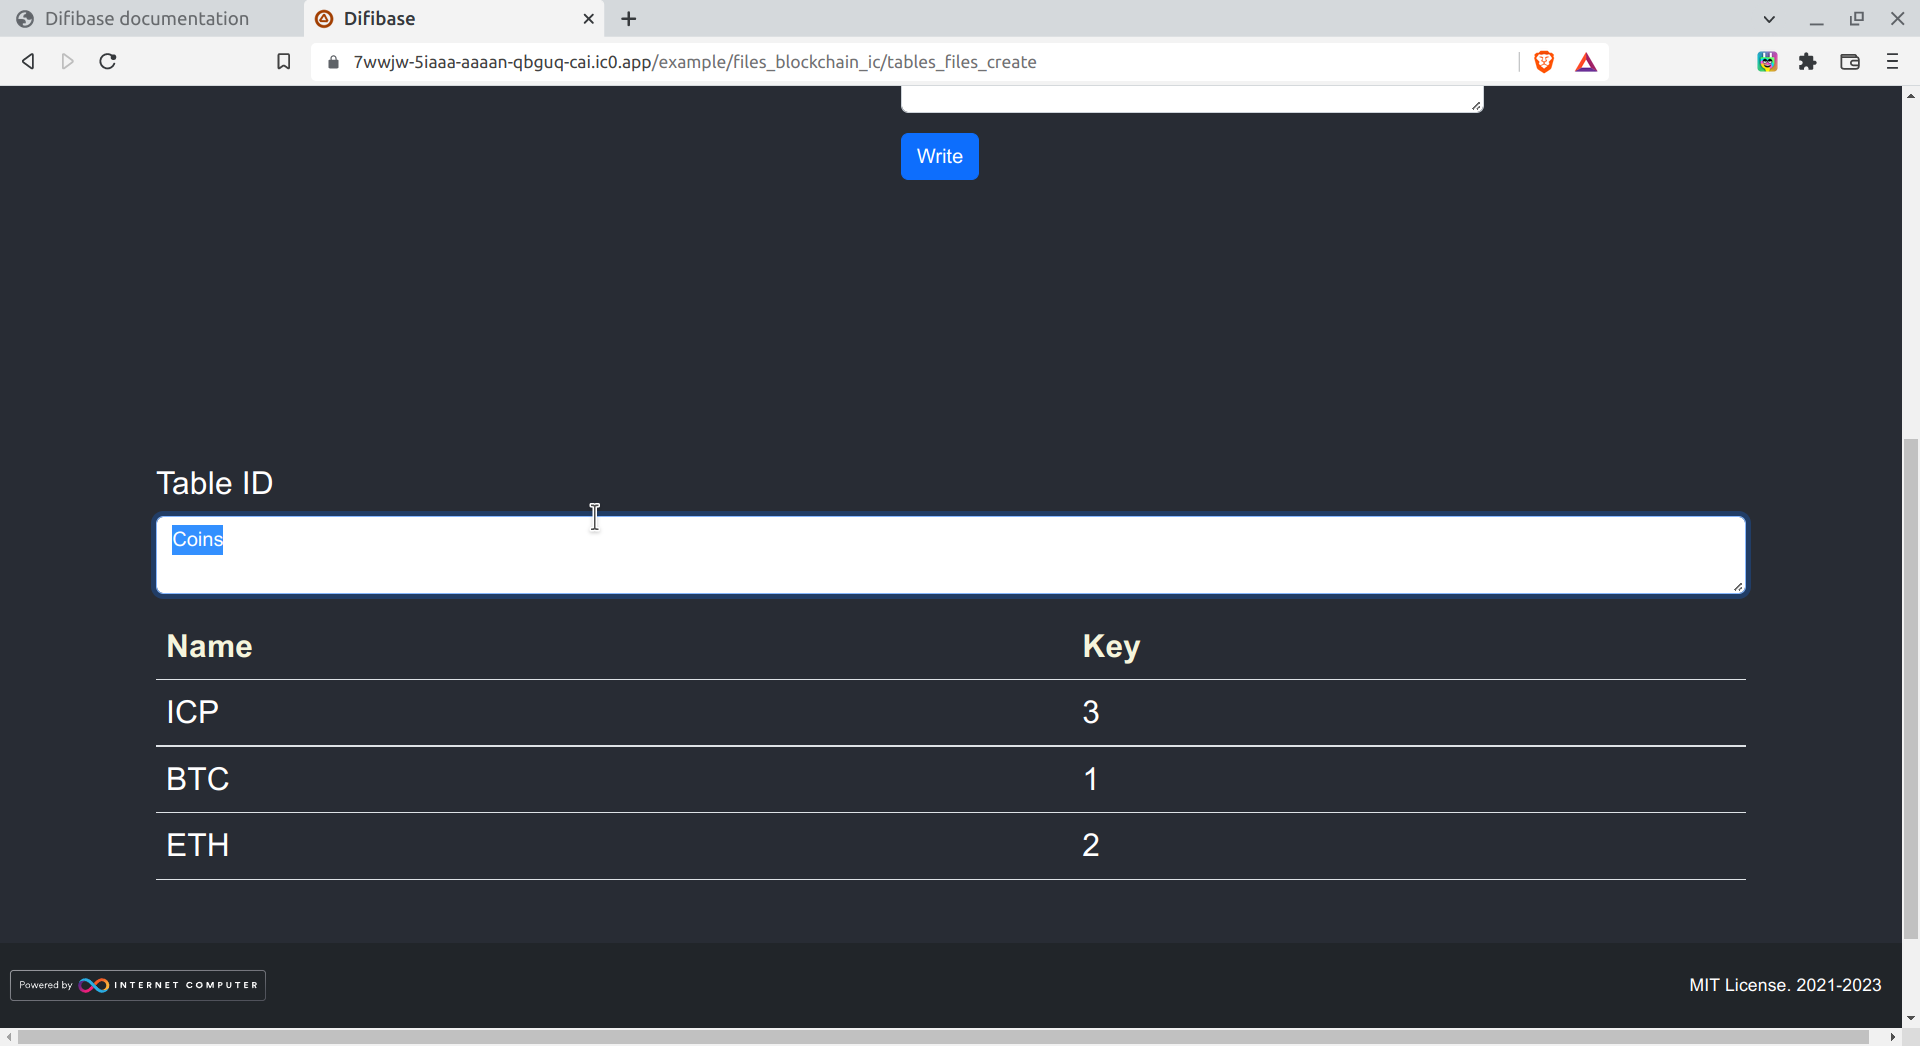 Difibase documentation
Difibase
7wwjw-5iaaa-aaaan-qbguq-cai.ic0.app/example/files_blockchain_ic/tables_files_create
Write
Table ID
Coins
Name Key
ICP 3
BTC 1
ETH 2
Powered by INTERNET COMPUTER
MIT License. 2021-2023